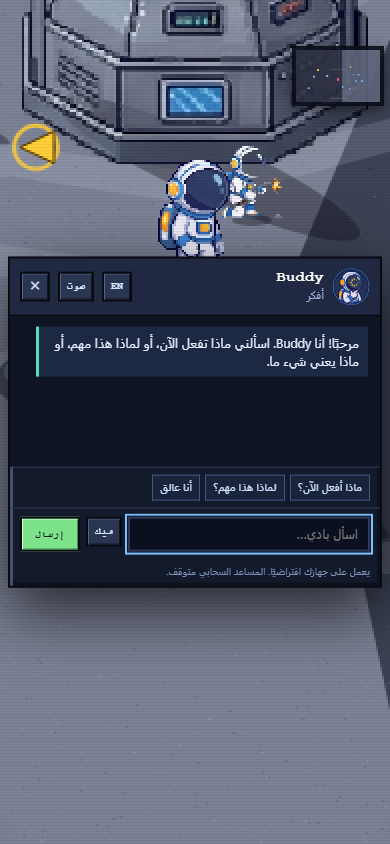 Buddy
أفكر
EN
صوت
✕
مرحبًا! أنا Buddy. اسألني ماذا تفعل الآن، أو لماذا هذا مهم، أو
ماذا يعني شيء ما.
ماذا أفعل الآن؟
لماذا هذا مهم؟
أنا عالق
اسأل بادي...
ميك
إرسال
يعمل على جهازك افتراضيًا. المساعد السحابي متوقف.